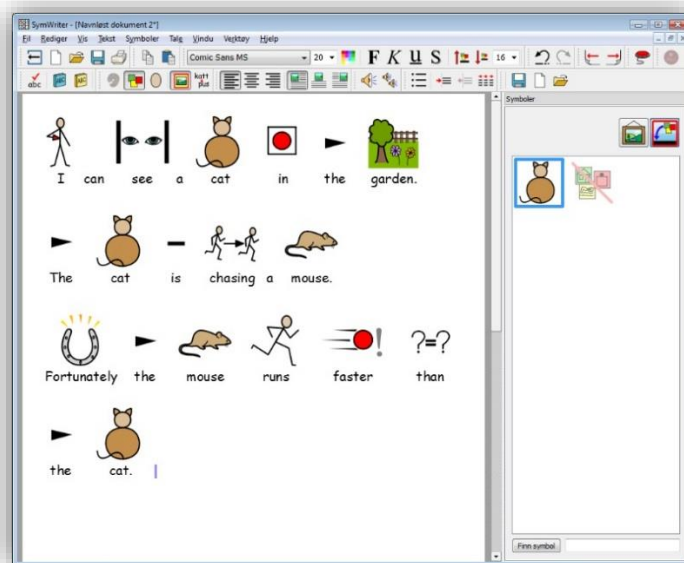 SymWriter - [Navnløst dokument 2*]
Fil Rediger Vis Tekst Symboler Tale Vindu Verktøy Hjelp
Comic Sans MS 20 F K U S 16
abc katt plus
Symboler
I can see a cat in the garden.
The cat is chasing a mouse.
Fortunately the mouse runs faster than
the cat.
?=?
Finn symbol